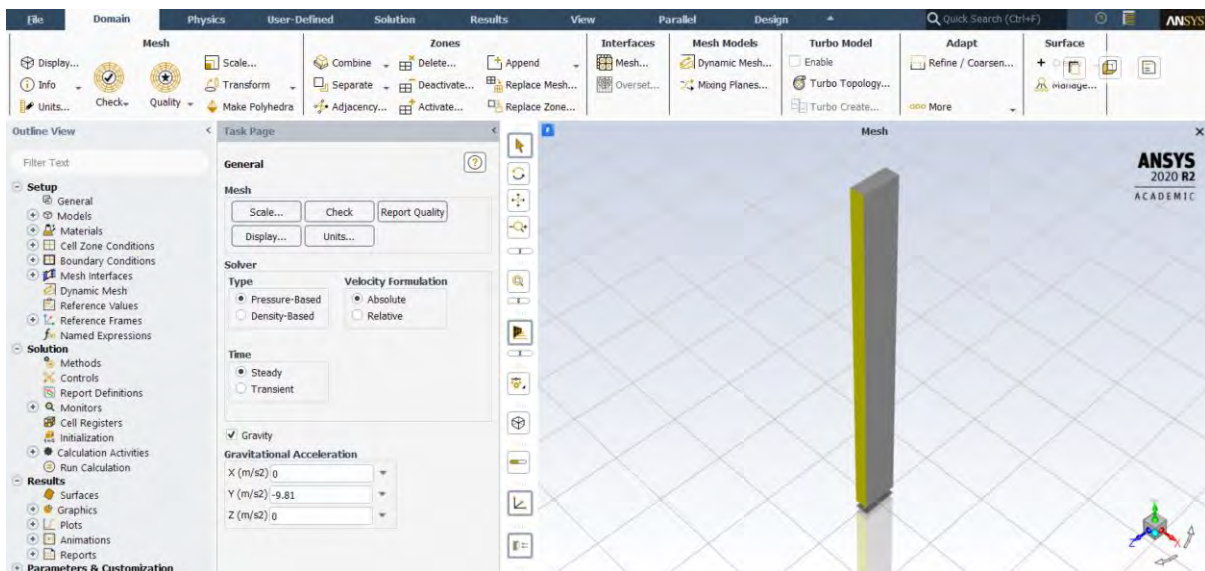 File Domain Physics User-Defined Solution Results View Parallel Design Quick Search (Ctrl+F) ANSYS
Mesh Zones Interfaces Mesh Models Turbo Model Adapt Surface
Display... Scale... Combine Delete... Append Mesh... Dynamic Mesh... Enable Refine / Coarsen...
Info Transform Separate Deactivate... Replace Mesh... Overset... Mixing Planes... Turbo Topology... Manage...
Units... Check Quality Make Polyhedra Adjacency... Activate... Replace Zone... Turbo Create... More
Outline View
Filter Text
Setup
General
Models
Materials
Cell Zone Conditions
Boundary Conditions
Mesh Interfaces
Dynamic Mesh
Reference Values
Reference Frames
Named Expressions
Solution
Methods
Controls
Report Definitions
Monitors
Cell Registers
Initialization
Calculation Activities
Run Calculation
Results
Surfaces
Graphics
Plots
Animations
Reports
Parameters & Customization
Task Page
General
Mesh
Scale... Check Report Quality
Display... Units...
Solver
Type Velocity Formulation
Pressure-Based Absolute
Density-Based Relative
Time
Steady
Transient
Gravity
Gravitational Acceleration
X (m/s2) 0
Y (m/s2) -9.81
Z (m/s2) 0
Mesh
ANSYS
2020 R2
ACADEMIC
Z X